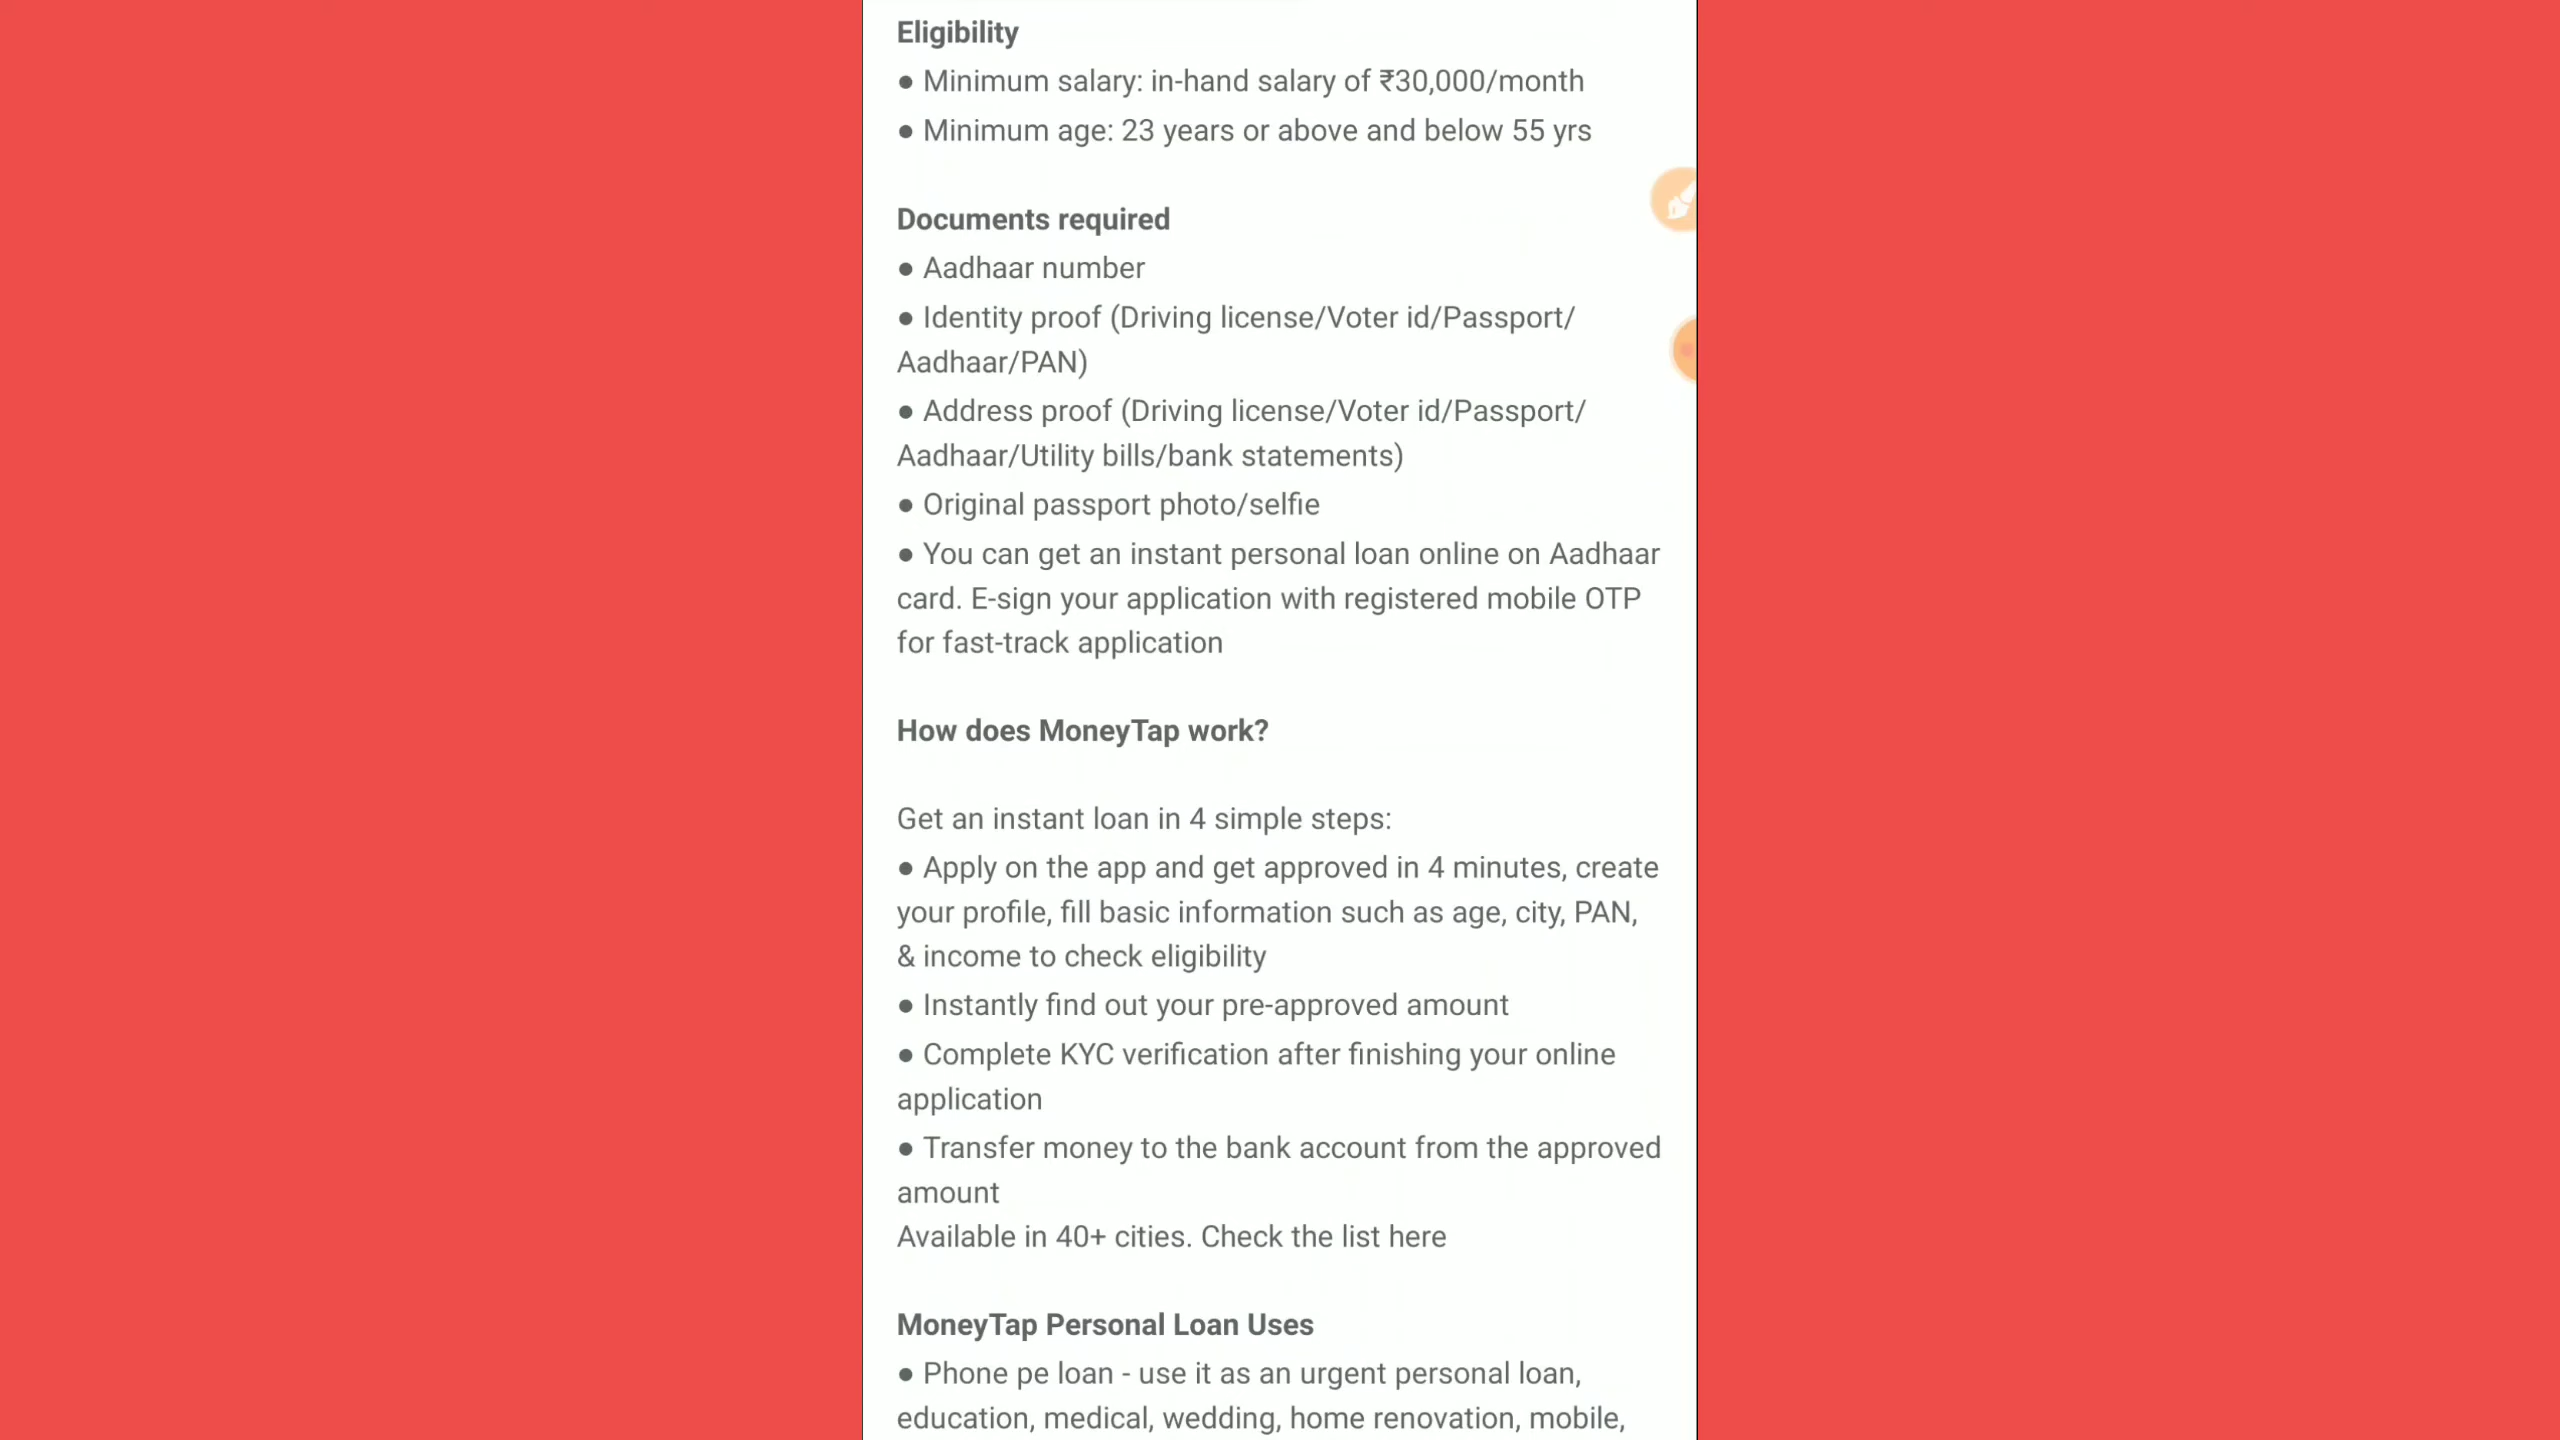 Eligibility
● Minimum salary: in-hand salary of ₹30,000/month
● Minimum age: 23 years or above and below 55 yrs
Documents required
● Aadhaar number
● Identity proof (Driving license/Voter id/Passport/
Aadhaar/PAN)
● Address proof (Driving license/Voter id/Passport/
Aadhaar/Utility bills/bank statements)
● Original passport photo/selfie
● You can get an instant personal loan online on Aadhaar
card. E-sign your application with registered mobile OTP
for fast-track application
How does MoneyTap work?
Get an instant loan in 4 simple steps:
● Apply on the app and get approved in 4 minutes, create
your profile, fill basic information such as age, city, PAN,
& income to check eligibility
● Instantly find out your pre-approved amount
● Complete KYC verification after finishing your online
application
● Transfer money to the bank account from the approved
amount
Available in 40+ cities. Check the list here
MoneyTap Personal Loan Uses
● Phone pe loan - use it as an urgent personal loan,
education, medical, wedding, home renovation, mobile,